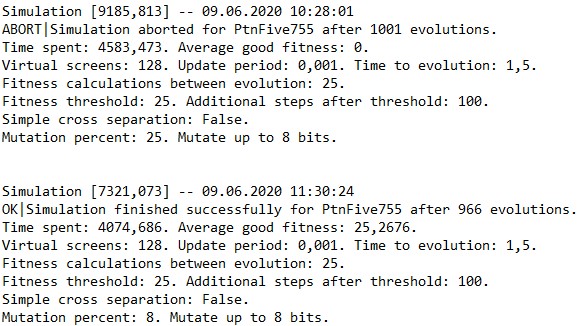 Simulation [9185,813] -- 09.06.2020 10:28:01
ABORT|Simulation aborted for PtnFive755 after 1001 evolutions.
Time spent: 4583,473. Average good fitness: 0.
Virtual screens: 128. Update period: 0,001. Time to evolution: 1,5.
Fitness calculations between evolution: 25.
Fitness threshold: 25. Additional steps after threshold: 100.
Simple cross separation: False.
Mutation percent: 25. Mutate up to 8 bits.
Simulation [7321,073] -- 09.06.2020 11:30:24
OK|Simulation finished successfully for PtnFive755 after 966 evolutions.
Time spent: 4074,686. Average good fitness: 25,2676.
Virtual screens: 128. Update period: 0,001. Time to evolution: 1,5.
Fitness calculations between evolution: 25.
Fitness threshold: 25. Additional steps after threshold: 100.
Simple cross separation: False.
Mutation percent: 8. Mutate up to 8 bits.